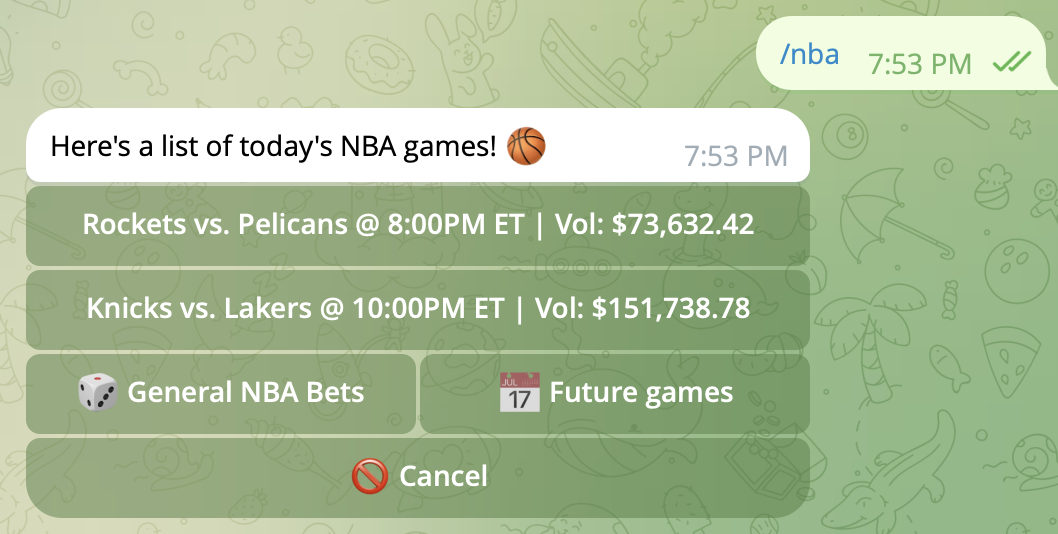 /nba 7:53 PM
Here's a list of today's NBA games! 🏀 7:53 PM
Rockets vs. Pelicans @ 8:00PM ET | Vol: $73,632.42
Knicks vs. Lakers @ 10:00PM ET | Vol: $151,738.78
🎲 General NBA Bets
📅 Future games
🚫 Cancel